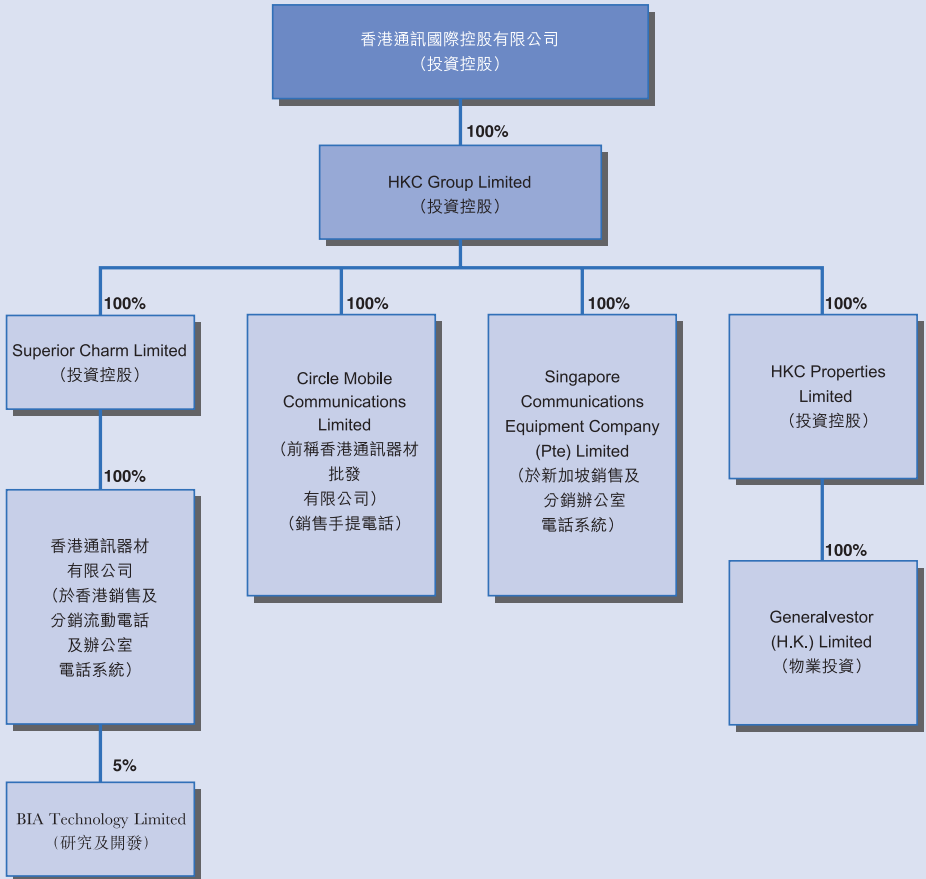 香港通訊國際控股有限公司
（投資控股）
100%
HKC Group Limited
（投資控股）
100%
100%
100%
100%
Superior Charm Limited
（投資控股）
Circle Mobile
Communications
Limited
（前稱香港通訊器材
批發
有限公司）
（銷售手提電話）
Singapore
Communications
Equipment Company
(Pte) Limited
（於新加坡銷售及
分銷辦公室
電話系統）
HKC Properties
Limited
（投資控股）
100%
香港通訊器材
有限公司
（於香港銷售及
分銷流動電話
及辦公室
電話系統）
100%
Generalvestor
(H.K.) Limited
（物業投資）
5%
BIA Technology Limited
（研究及開發）